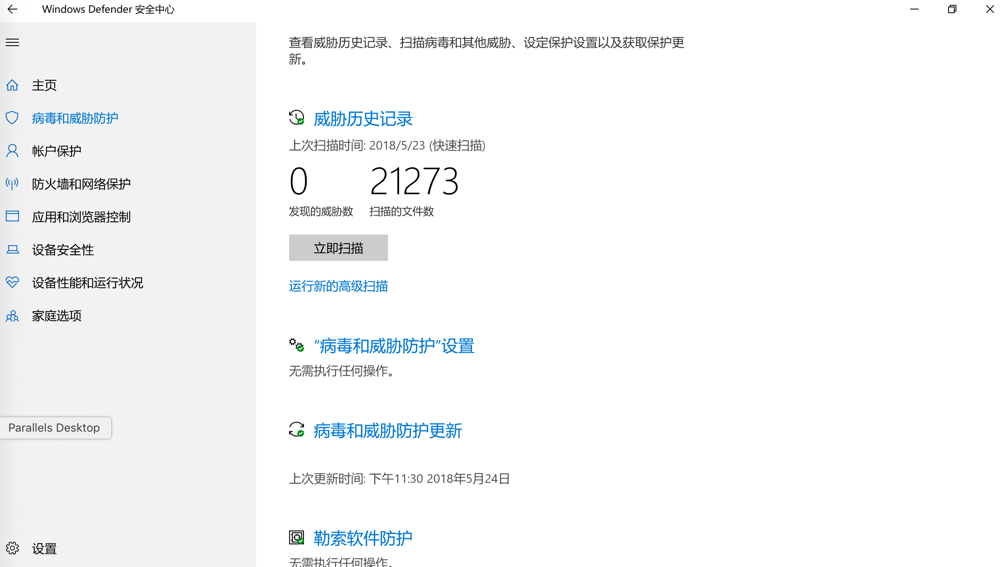 Windows Defender 安全中心
主页
病毒和威胁防护
帐户保护
防火墙和网络保护
应用和浏览器控制
设备安全性
设备性能和运行状况
家庭选项
Parallels Desktop
设置
查看威胁历史记录、扫描病毒和其他威胁、设定保护设置以及获取保护更
新。
威胁历史记录
上次扫描时间: 2018/5/23 (快速扫描)
0 21273
发现的威胁数 扫描的文件数
立即扫描
运行新的高级扫描
“病毒和威胁防护”设置
无需执行任何操作。
病毒和威胁防护更新
上次更新时间: 下午11:30 2018年5月24日
勒索软件防护
无需执行任何操作。